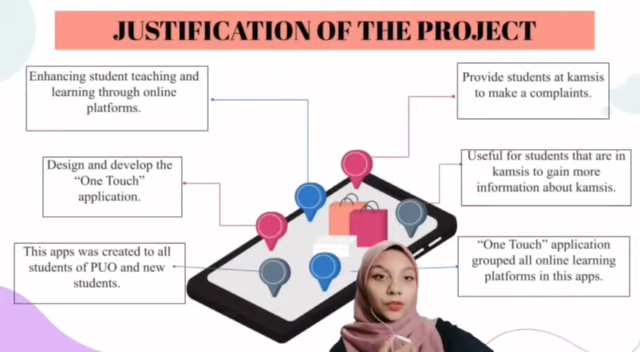 JUSTIFICATION OF THE PROJECT
Enhancing student teaching and
learning through online
platforms.
Design and develop the
“One Touch”
application.
This apps was created to all
students of PUO and new
students.
Provide students at kamsis
to make a complaints.
Useful for students that are in
kamsis to gain more
information about kamsis.
“One Touch” application
grouped all online learning
platforms in this apps.